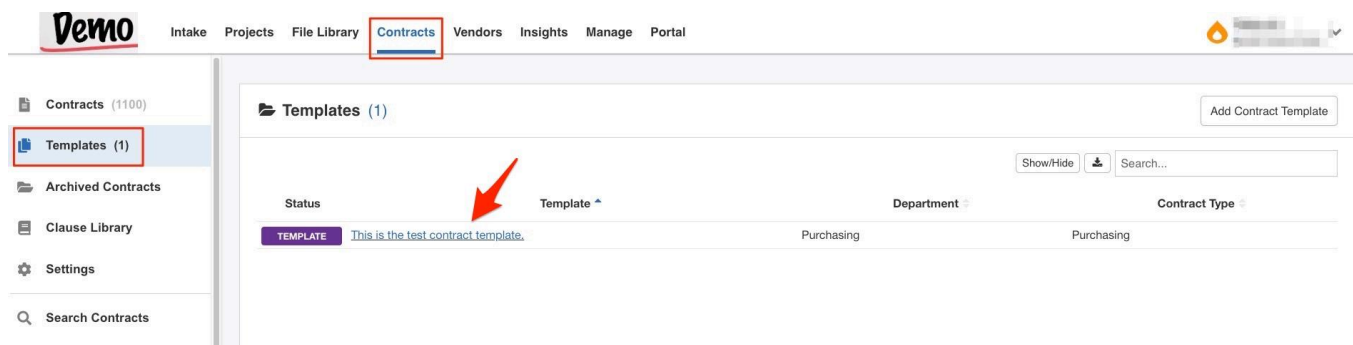 Demo
Intake Projects File Library Contracts Vendors Insights Manage Portal
Contracts (1100)
Templates (1)
Archived Contracts
Clause Library
Settings
Search Contracts
Templates (1)
Add Contract Template
Show/Hide Search...
Status Template Department Contract Type
TEMPLATE This is the test contract template. Purchasing Purchasing